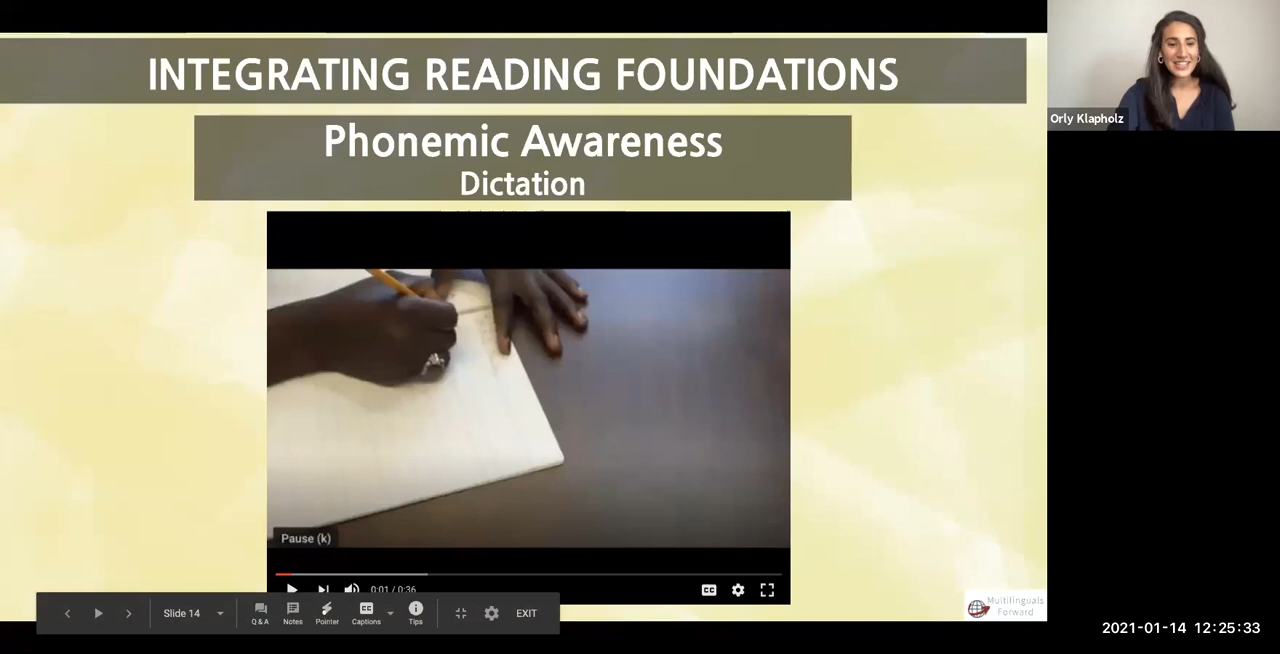 INTEGRATING READING FOUNDATIONS
Phonemic Awareness
Dictation
Orly Klapholz
Pause (k)
0:01 / 0:36
Slide 14
Q & A
Notes
Pointer
Captions
Tips
EXIT
Multilinguals
Forward
2021-01-14 12:25:33